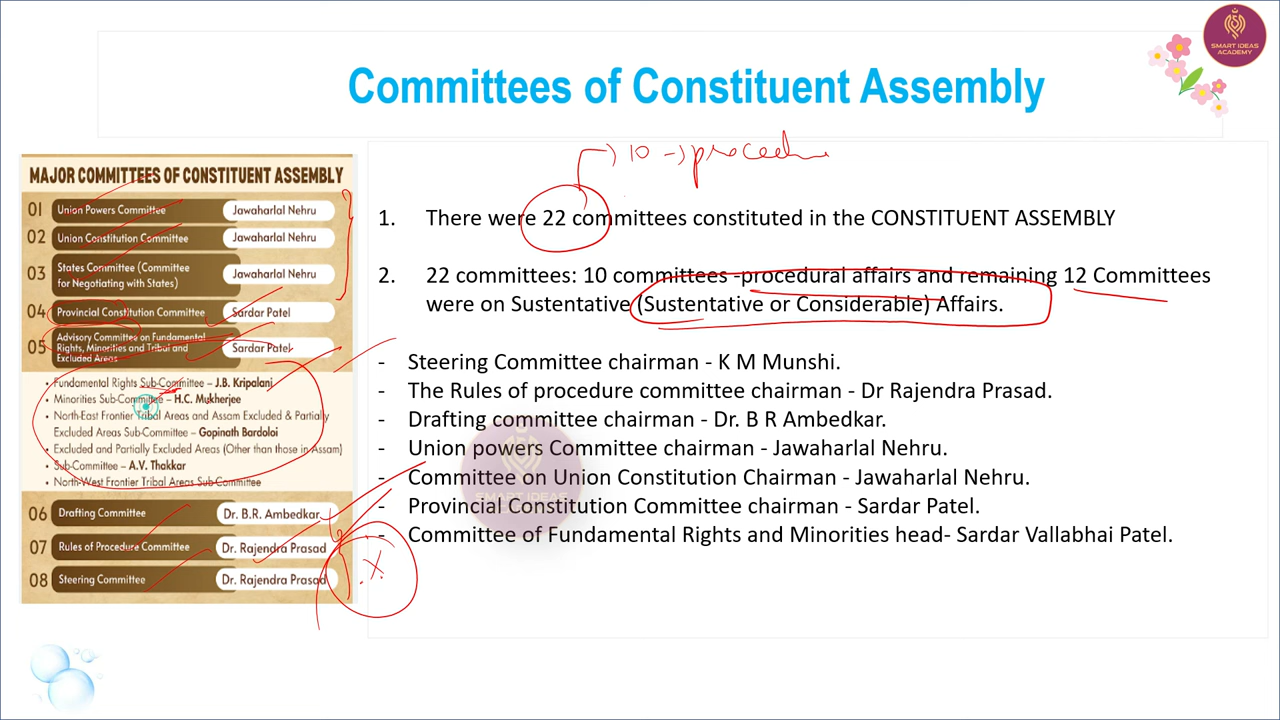 SMART IDEAS
ACADEMY
Committees of Constituent Assembly
MAJOR COMMITTEES OF CONSTITUENT ASSEMBLY
01 Union Powers Committee Jawaharlal Nehru
02 Union Constitution Committee Jawaharlal Nehru
03 States Committee (Committee
for Negotiating with States) Jawaharlal Nehru
04 Provincial Constitution Committee Sardar Patel
05 Advisory Committee on Fundamental
Rights, Minorities and Tribal and
Excluded Areas Sardar Patel
• Fundamental Rights Sub-Committee – J.B. Kripalani
• Minorities Sub-Committee – H.C. Mukherjee
• North-East Frontier Tribal Areas and Assam Excluded & Partially
Excluded Areas Sub-Committee – Gopinath Bardoloi
• Excluded and Partially Excluded Areas (Other than those in Assam)
• Sub-Committee – A.V. Thakkar
• North-West Frontier Tribal Areas Sub-Committee
06 Drafting Committee Dr. B.R. Ambedkar
07 Rules of Procedure Committee Dr. Rajendra Prasad
08 Steering Committee Dr. Rajendra Prasad
10
1. There were 22 committees constituted in the CONSTITUENT ASSEMBLY
2. 22 committees: 10 committees -procedural affairs and remaining 12 Committees
were on Sustentative (Sustentative or Considerable) Affairs.
- Steering Committee chairman - K M Munshi.
- The Rules of procedure committee chairman - Dr Rajendra Prasad.
- Drafting committee chairman - Dr. B R Ambedkar.
- Union powers Committee chairman - Jawaharlal Nehru.
- Committee on Union Constitution Chairman - Jawaharlal Nehru.
- Provincial Constitution Committee chairman - Sardar Patel.
- Committee of Fundamental Rights and Minorities head- Sardar Vallabhai Patel.
SMART IDEAS